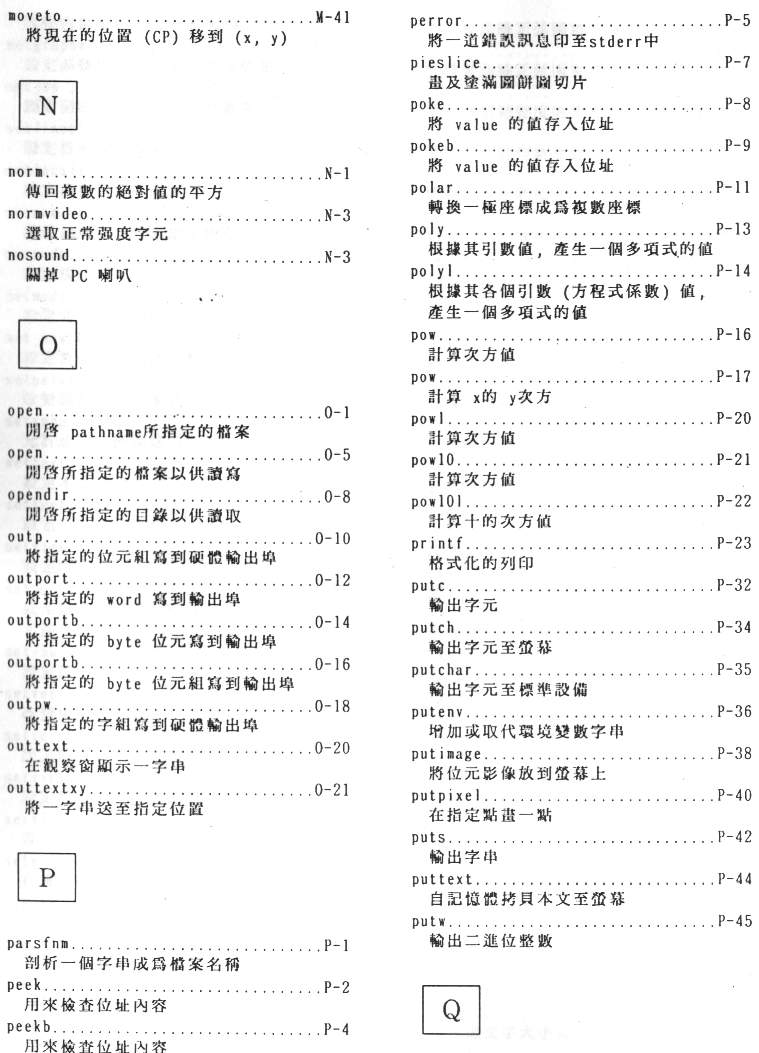 moveto..............................M-41
將現在的位置 (CP) 移到 (x, y)
N
norm..................................N-1
傳回複數的絕對值的平方
normvideo............................N-3
選取正常强度字元
nosound..............................N-3
關掉 PC 喇叭
O
open..................................O-1
開啓 pathname所指定的檔案
open..................................O-5
開啓所指定的檔案以供讀寫
opendir..............................O-8
開啓所指定的目錄以供讀取
outp.................................O-10
將指定的位元組寫到硬體輸出埠
outport..............................O-12
將指定的 word 寫到輸出埠
outportb.............................O-14
將指定的 byte 位元寫到輸出埠
outportb.............................O-16
將指定的 byte 位元組寫到輸出埠
outpw................................O-18
將指定的字組寫到硬體輸出埠
outtext..............................O-20
在觀察窗顯示一字串
outtextxy............................O-21
將一字串送至指定位置
P
parsfnm..............................P-1
剖析一個字串成爲檔案名稱
peek..................................P-2
用來檢查位址內容
peekb................................P-4
用來檢查位址內容
perror...............................P-5
將一道錯誤訊息印至stderr中
pieslice.............................P-7
畫及塗滿圓餅圖切片
poke.................................P-8
將 value 的値存入位址
pokeb................................P-9
將 value 的値存入位址
polar................................P-11
轉換一極座標成爲複數座標
poly.................................P-13
根據其引數値, 產生一個多項式的値
polyl................................P-14
根據其各個引數 (方程式係數) 値,
產生一個多項式的値
pow..................................P-16
計算次方値
pow..................................P-17
計算 x的 y次方
powl.................................P-20
計算次方値
pow10................................P-21
計算次方値
pow10l...............................P-22
計算十的次方値
printf...............................P-23
格式化的列印
putc.................................P-32
輸出字元
putch................................P-34
輸出字元至螢幕
putchar..............................P-35
輸出字元至標準設備
putenv...............................P-36
增加或取代環境變數字串
putimage.............................P-38
將位元影像放到螢幕上
putpixel.............................P-40
在指定點畫一點
puts.................................P-42
輸出字串
puttext..............................P-44
自記憶體拷貝本文至螢幕
putw.................................P-45
輸出二進位整數
Q